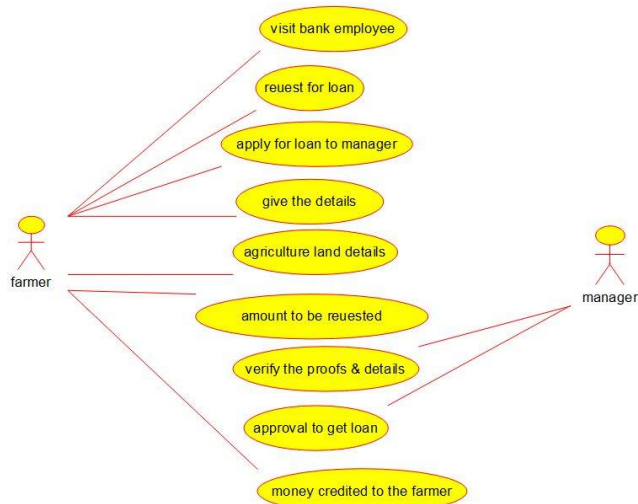 visit bank employee
reuest for loan
apply for loan to manager
give the details
agriculture land details
farmer
manager
amount to be reuested
verify the proofs & details
approval to get loan
money credited to the farmer